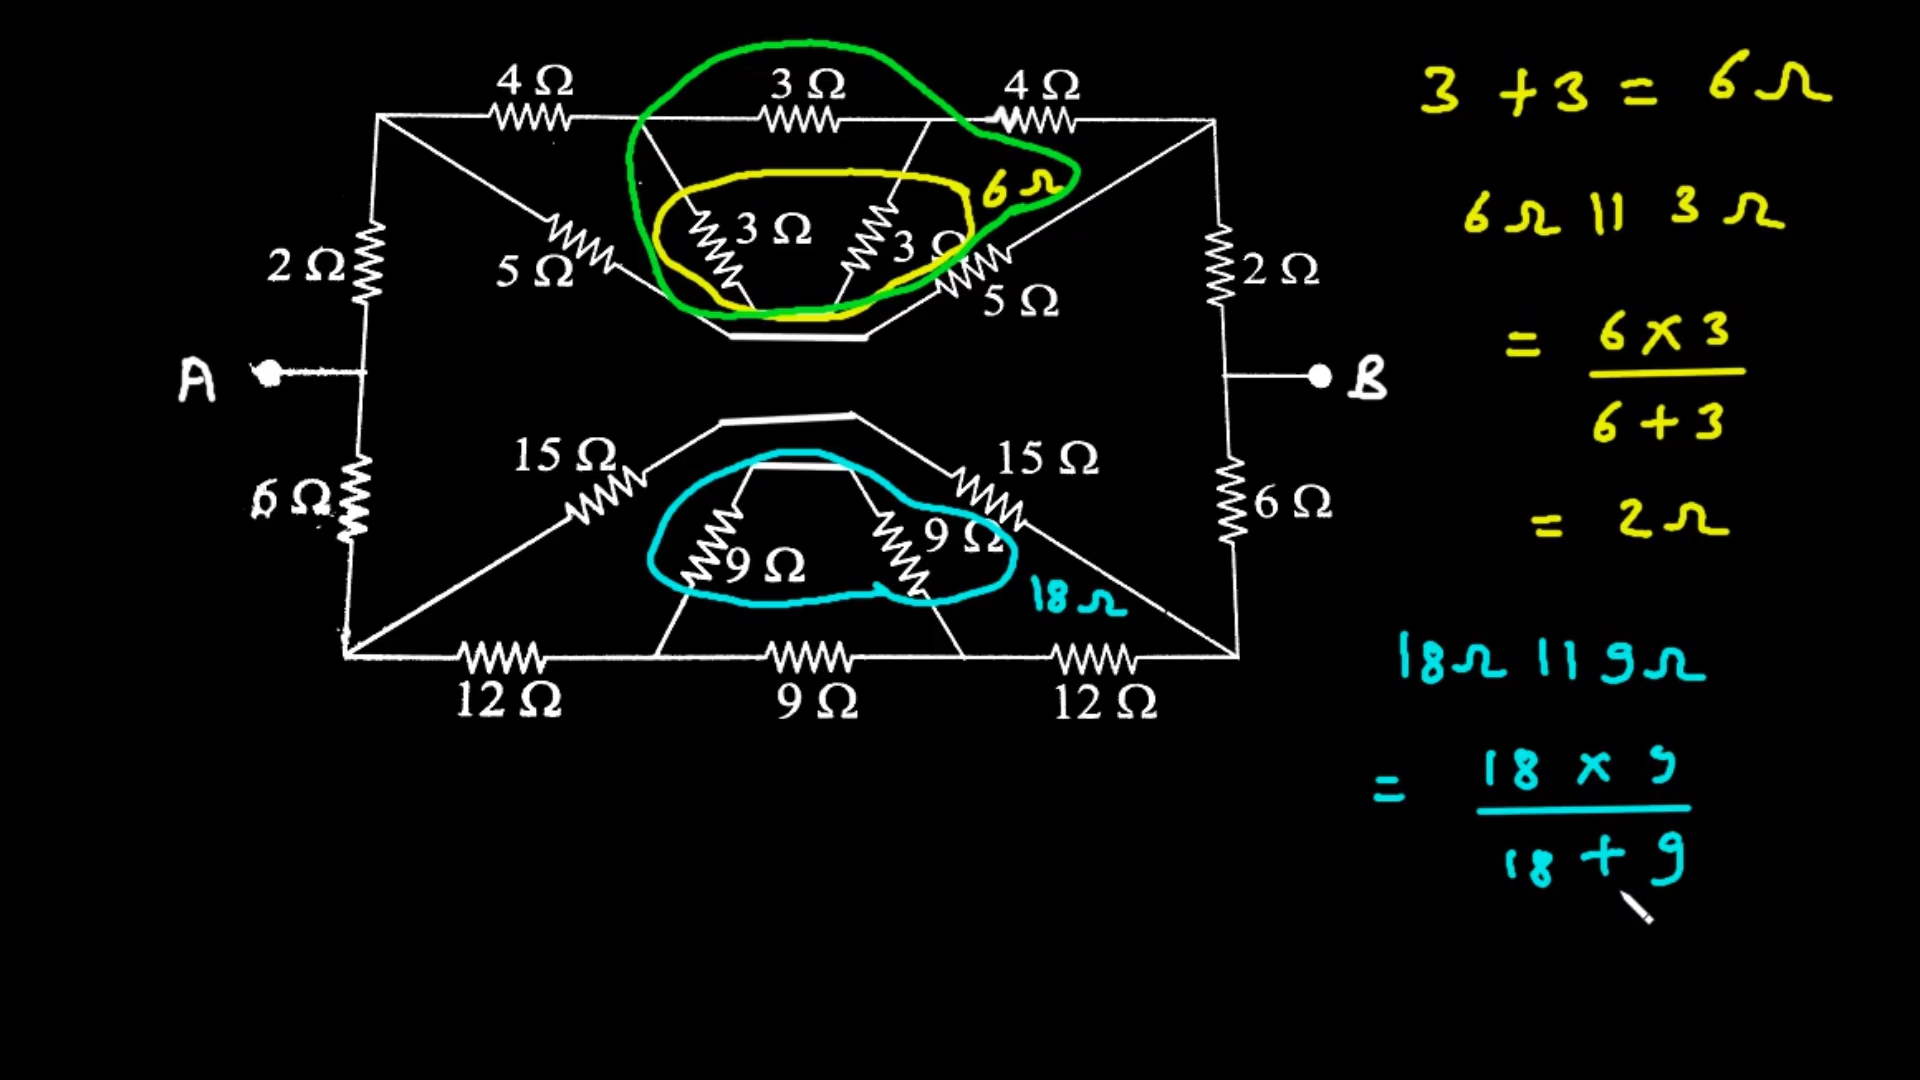 4 Ω 3 Ω 4 Ω
6 Ω
2 Ω 5 Ω 3 Ω 3 Ω 5 Ω 2 Ω
A B
15 Ω 15 Ω
6 Ω 9 Ω 9 Ω 6 Ω
18 Ω
12 Ω 9 Ω 12 Ω
3 + 3 = 6 Ω
6 Ω || 3 Ω
= 6 × 3
6 + 3
= 2 Ω
18 Ω || 9 Ω
= 18 × 9
18 + 9